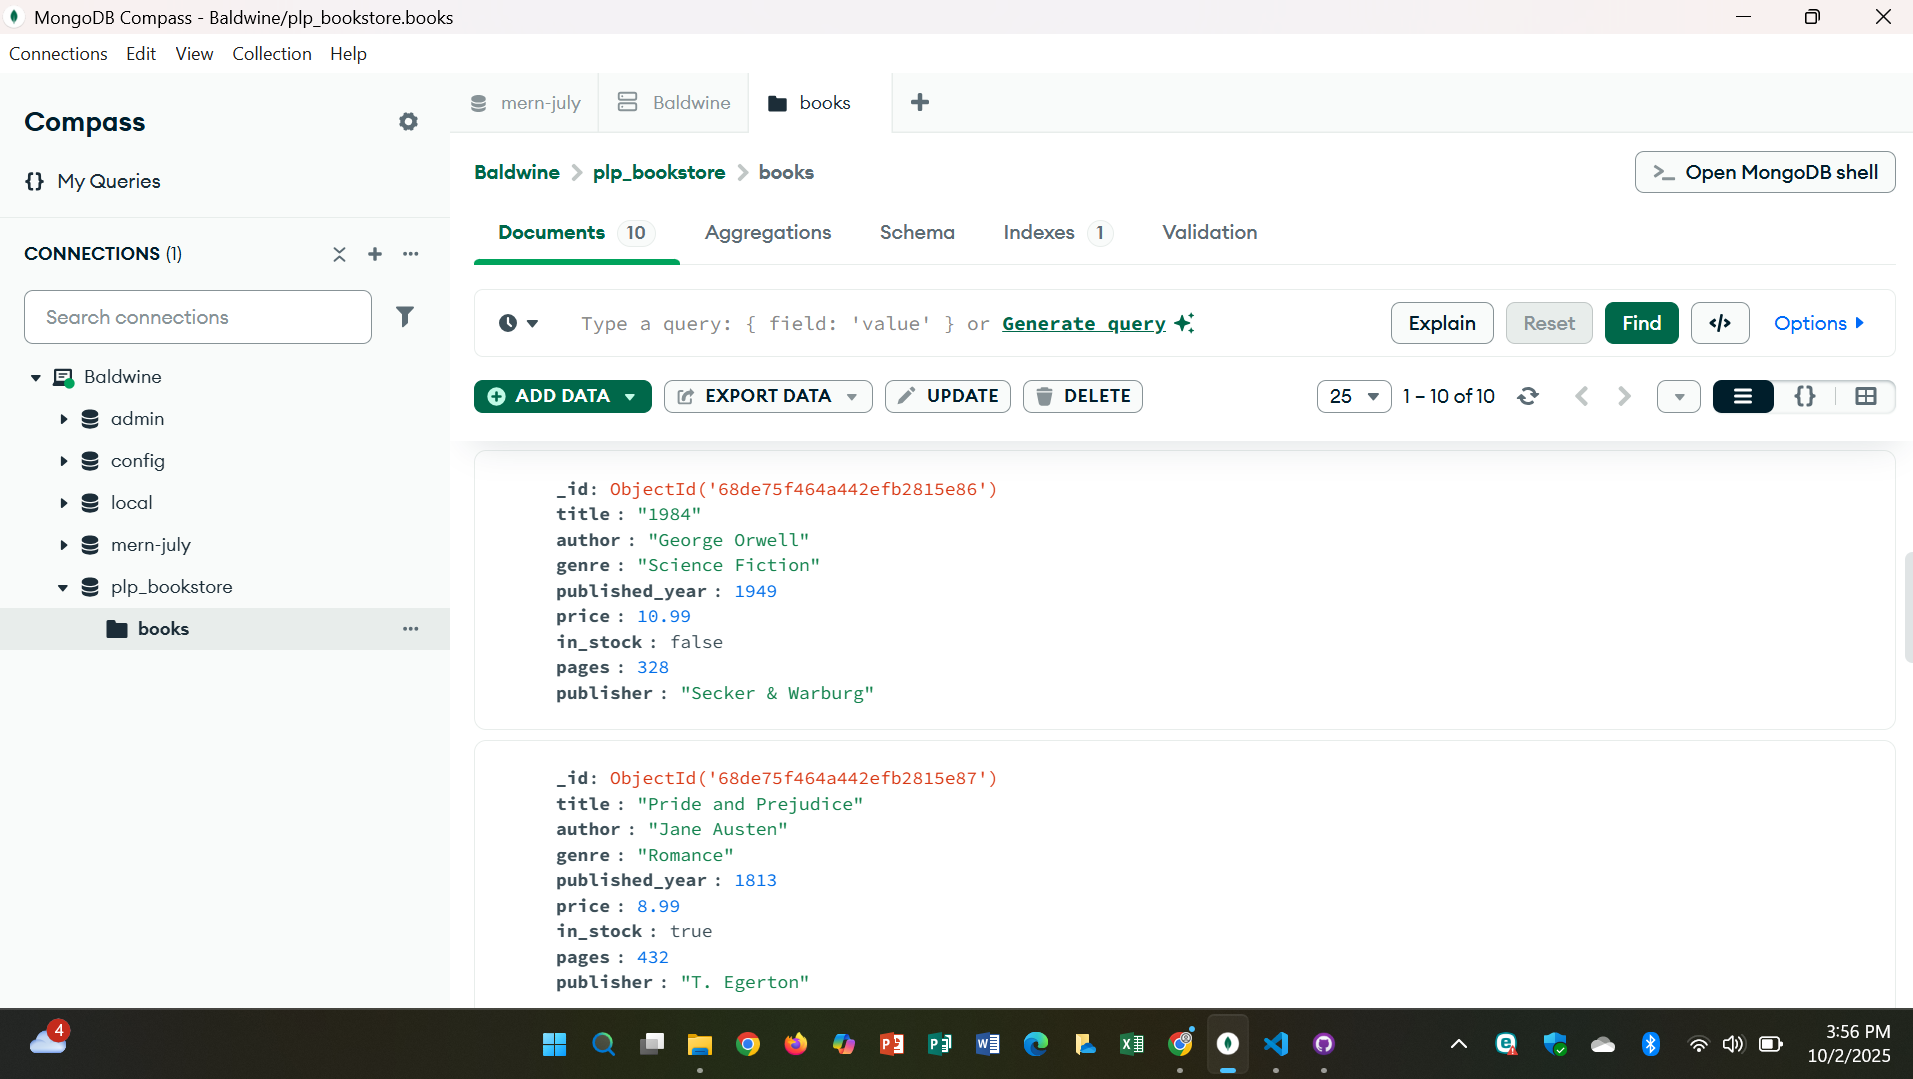 MongoDB Compass - Baldwine/plp_bookstore.books
Connections Edit View Collection Help
Compass
{} My Queries
CONNECTIONS (1)
Search connections
Baldwine
admin
config
local
mern-july
plp_bookstore
books
mern-july Baldwine books
Baldwine > plp_bookstore > books
>_ Open MongoDB shell
Documents 10 Aggregations Schema Indexes 1 Validation
Type a query: { field: 'value' } or Generate query
Explain Reset Find </> Options
ADD DATA EXPORT DATA UPDATE DELETE 25 1 – 10 of 10 {}
_id: ObjectId('68de75f464a442efb2815e86')
title : "1984"
author : "George Orwell"
genre : "Science Fiction"
published_year : 1949
price : 10.99
in_stock : false
pages : 328
publisher : "Secker & Warburg"
_id: ObjectId('68de75f464a442efb2815e87')
title : "Pride and Prejudice"
author : "Jane Austen"
genre : "Romance"
published_year : 1813
price : 8.99
in_stock : true
pages : 432
publisher : "T. Egerton"
4
3:56 PM
10/2/2025